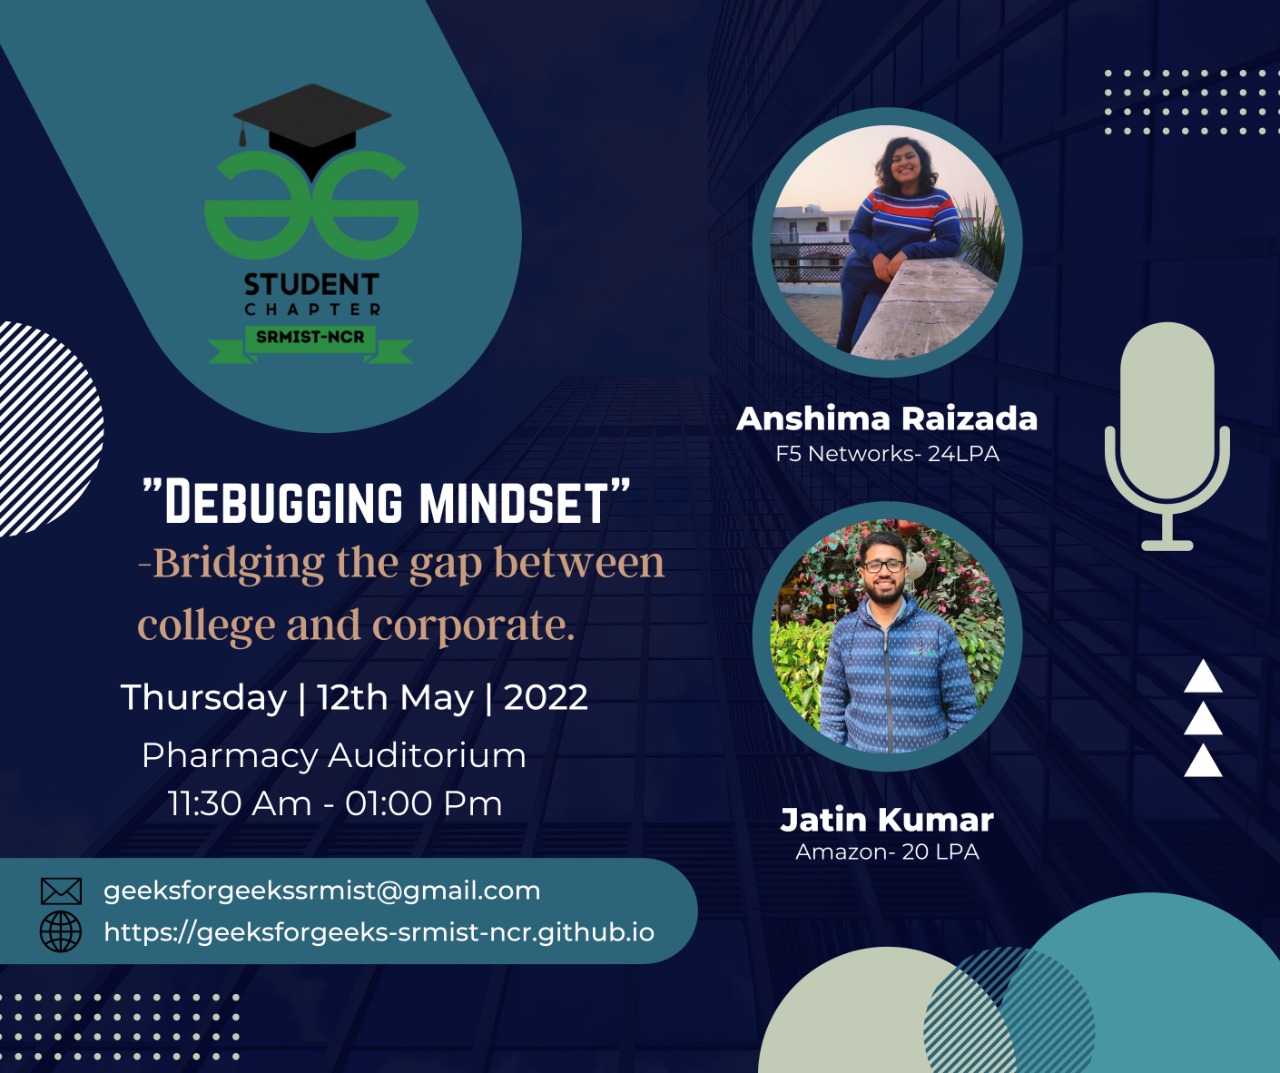 STUDENT
CHAPTER
SRMIST-NCR
"Debugging mindset"
-Bridging the gap between
college and corporate.
Thursday | 12th May | 2022
Pharmacy Auditorium
11:30 Am - 01:00 Pm
geeksforgeekssrmist@gmail.com
https://geeksforgeeks-srmist-ncr.github.io
Anshima Raizada
F5 Networks- 24LPA
Jatin Kumar
Amazon- 20 LPA